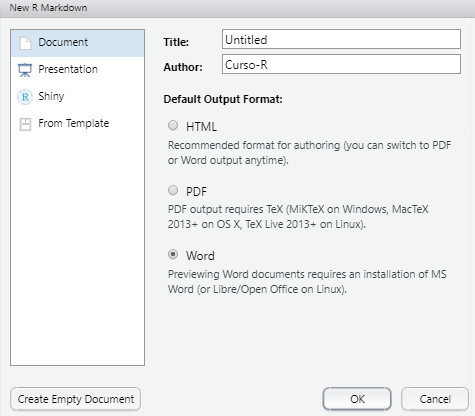 New R Markdown
Document
Presentation
R Shiny
From Template
Title: Untitled
Author: Curso-R
Default Output Format:
HTML
Recommended format for authoring (you can switch to PDF
or Word output anytime).
PDF
PDF output requires TeX (MiKTeX on Windows, MacTeX
2013+ on OS X, TeX Live 2013+ on Linux).
Word
Previewing Word documents requires an installation of MS
Word (or Libre/Open Office on Linux).
Create Empty Document
OK
Cancel